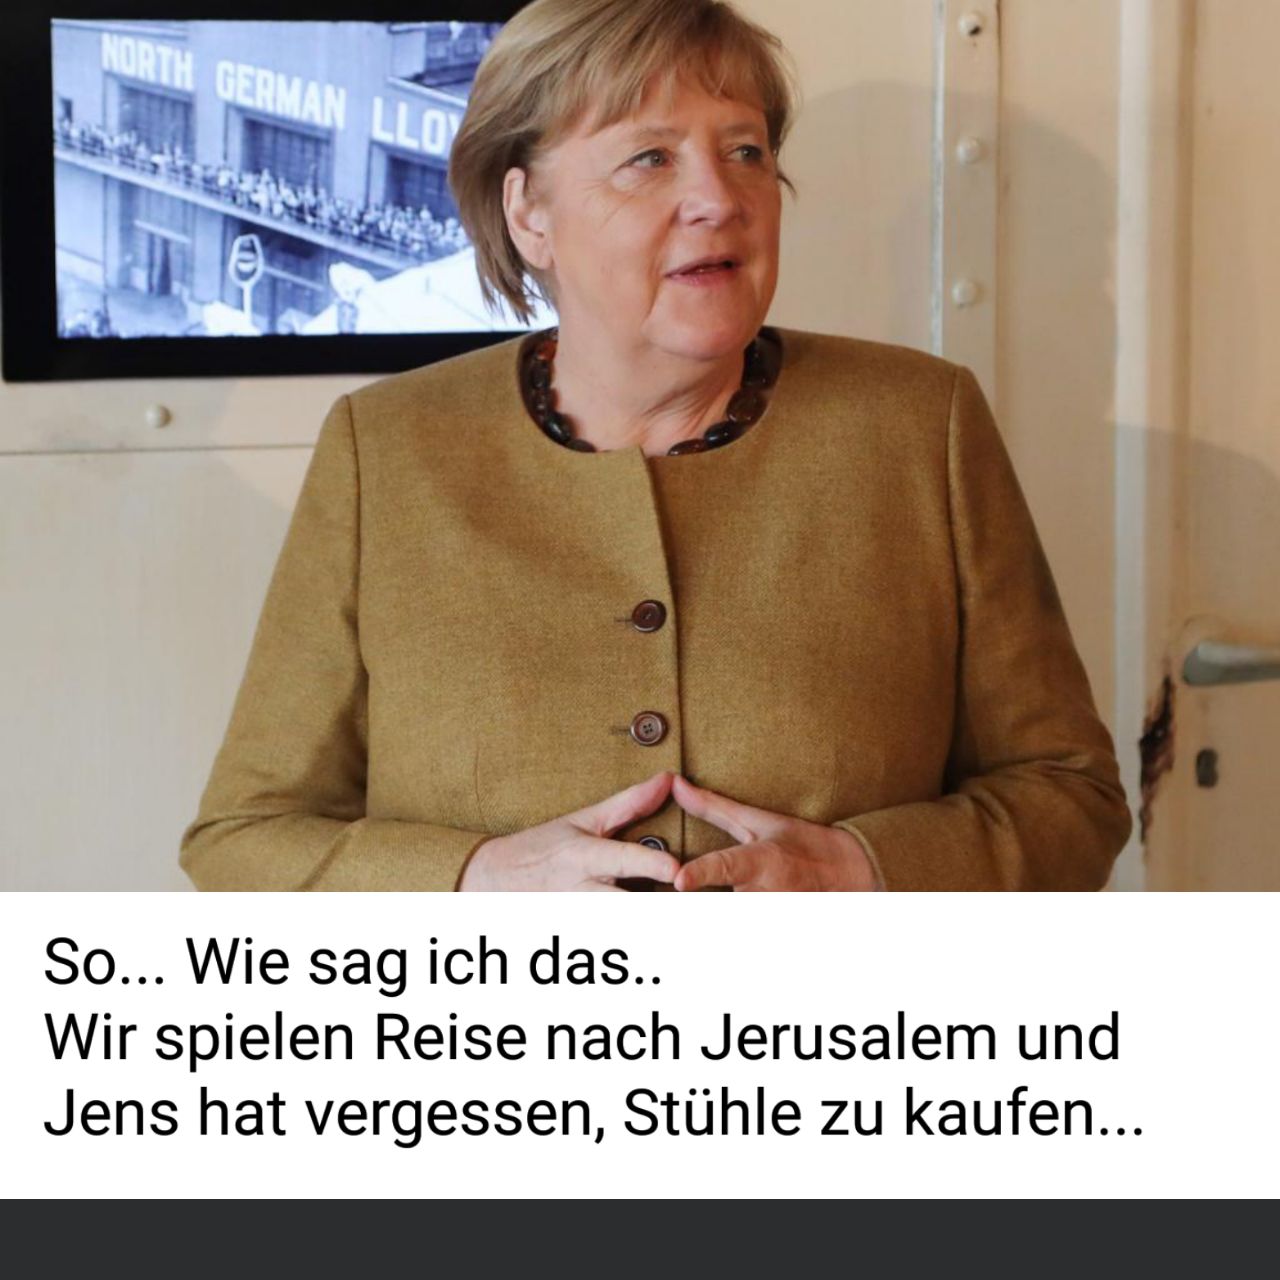 NORTH GERMAN LLO
So... Wie sag ich das..
Wir spielen Reise nach Jerusalem und
Jens hat vergessen, Stühle zu kaufen...